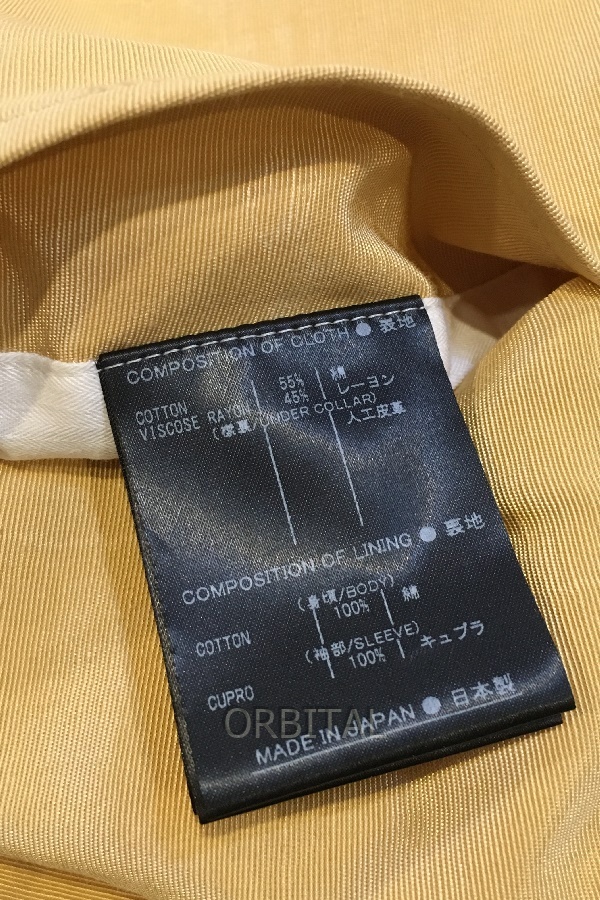 COMPOSITION OF CLOTH ● 表地
COTTON 55% 綿
VISCOSE RAYON 45% レーヨン
(襟裏/UNDER COLLAR)
人工皮革
COMPOSITION OF LINING ● 裏地
(身頃/BODY)
COTTON 100% 綿
(袖部/SLEEVE)
CUPRO 100% キュプラ
ORBITAL
MADE IN JAPAN ● 日本製